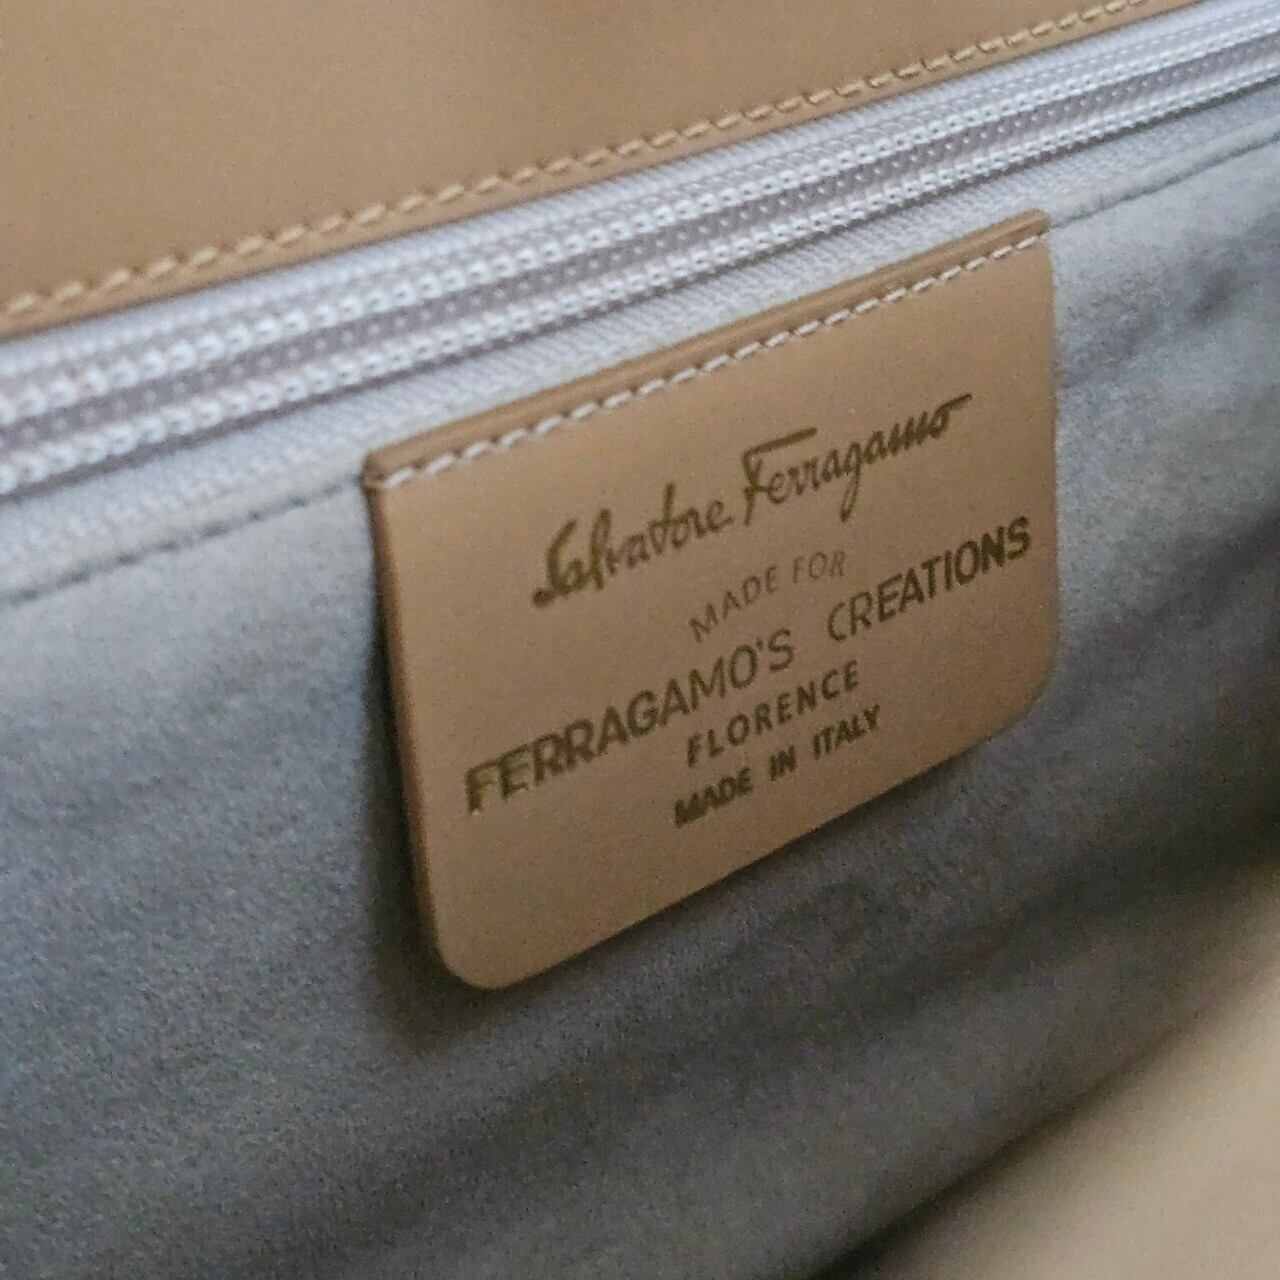 Salvatore Ferragamo
MADE FOR
FERRAGAMO'S CREATIONS
FLORENCE
MADE IN ITALY